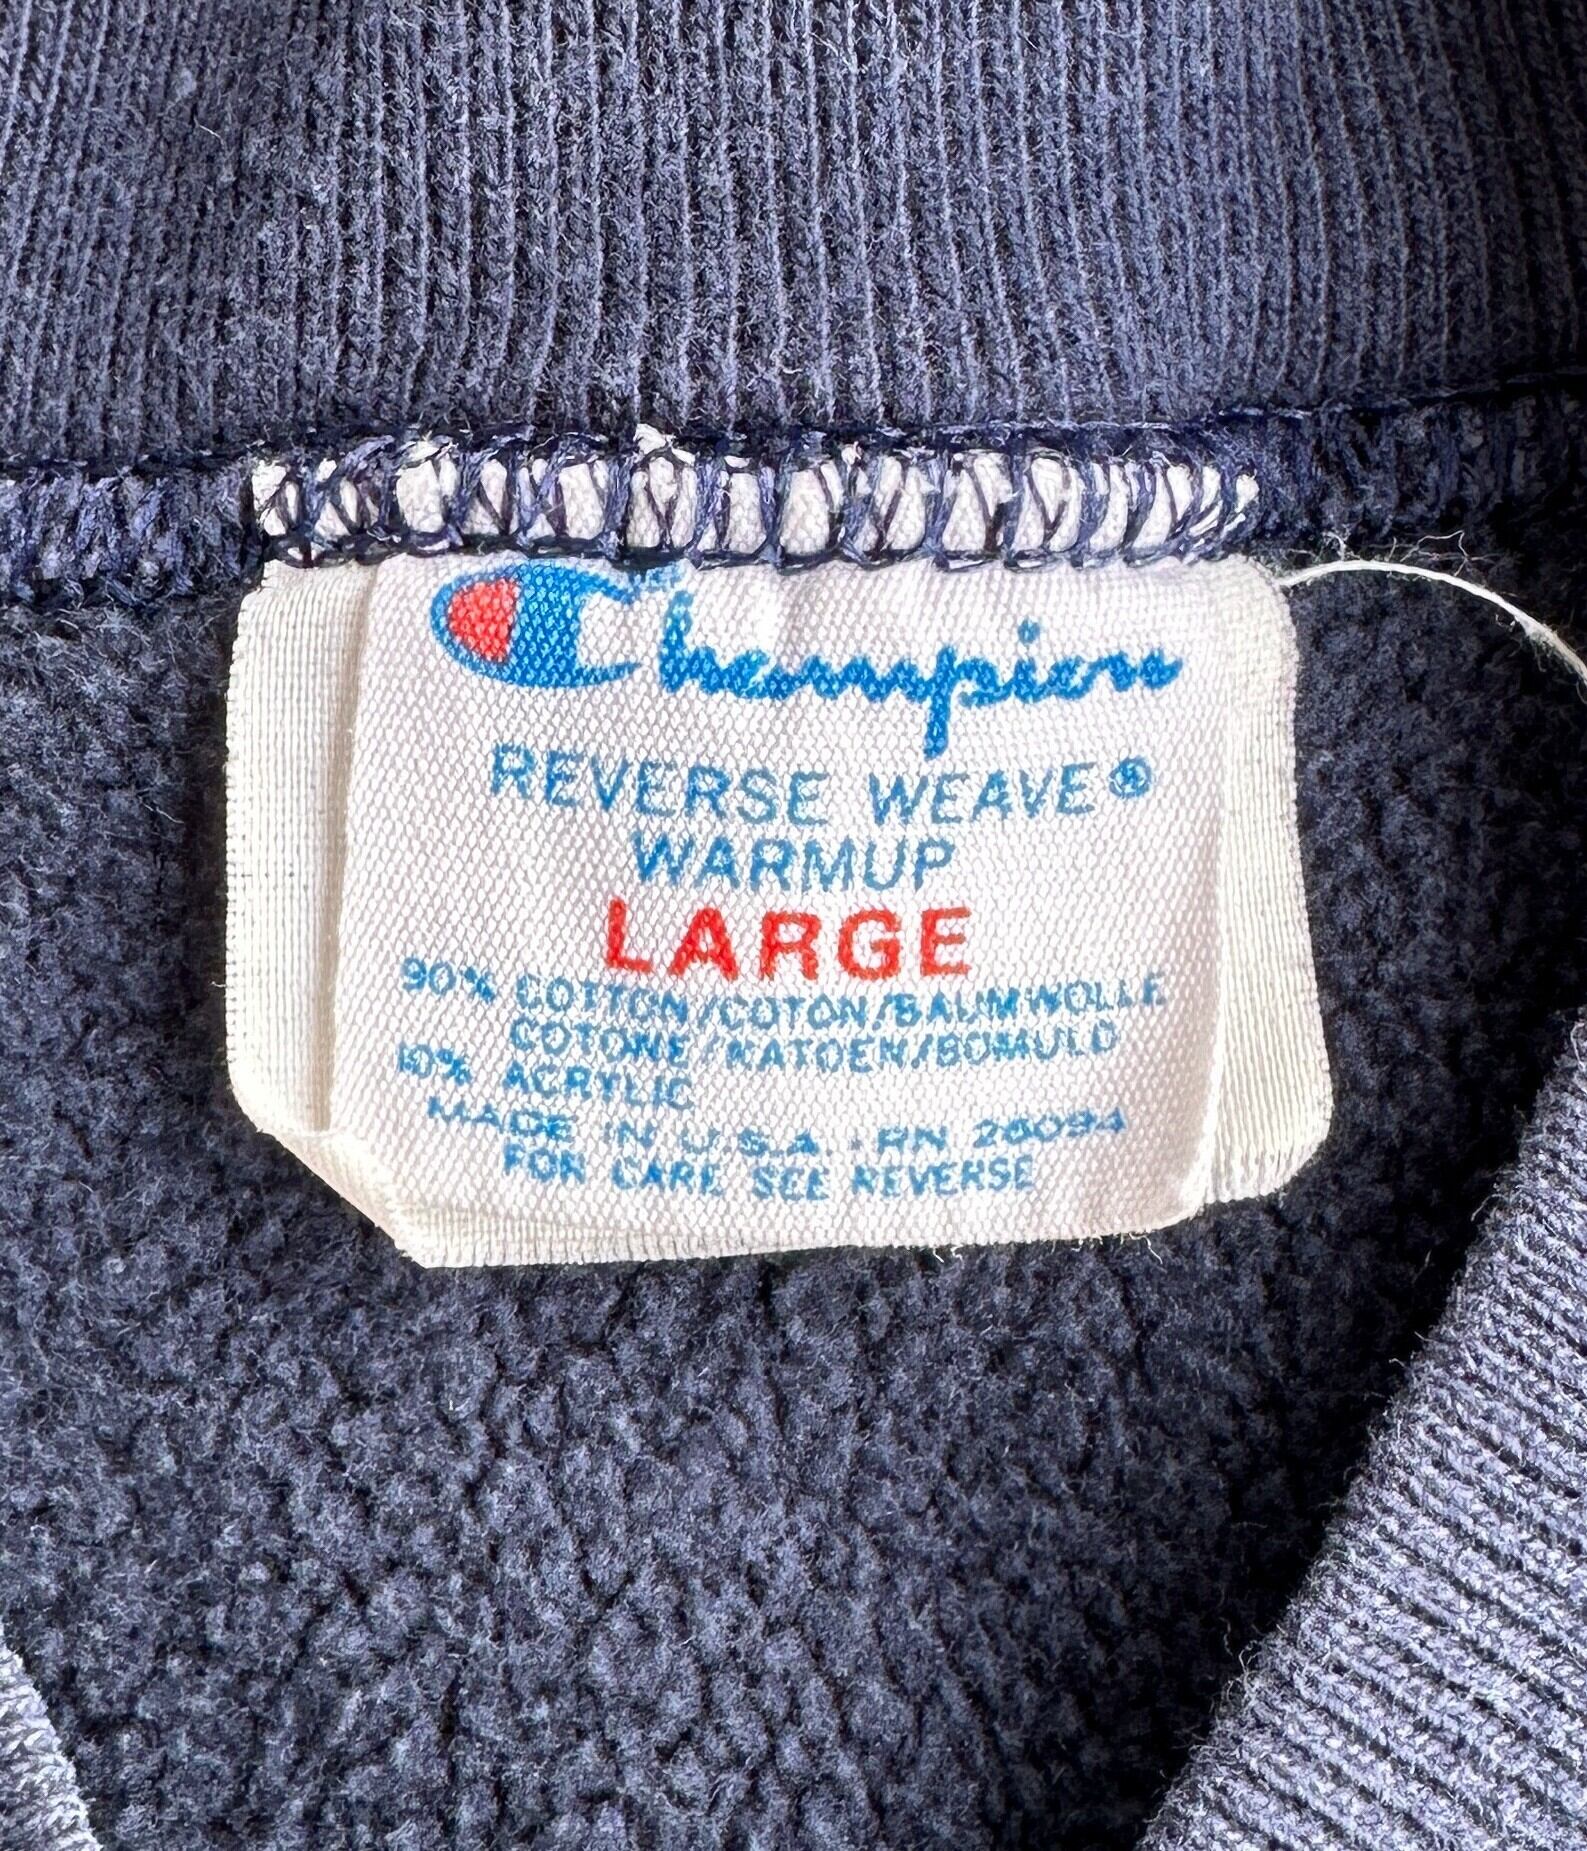 Champion
REVERSE WEAVE®
WARMUP
LARGE
90% COTTON/COTON/BAUMWOLLE
COTONE/KATOEN/BOMULD
10% ACRYLIC
MADE IN U.S.A. - RN 26094
FOR CARE SEE REVERSE